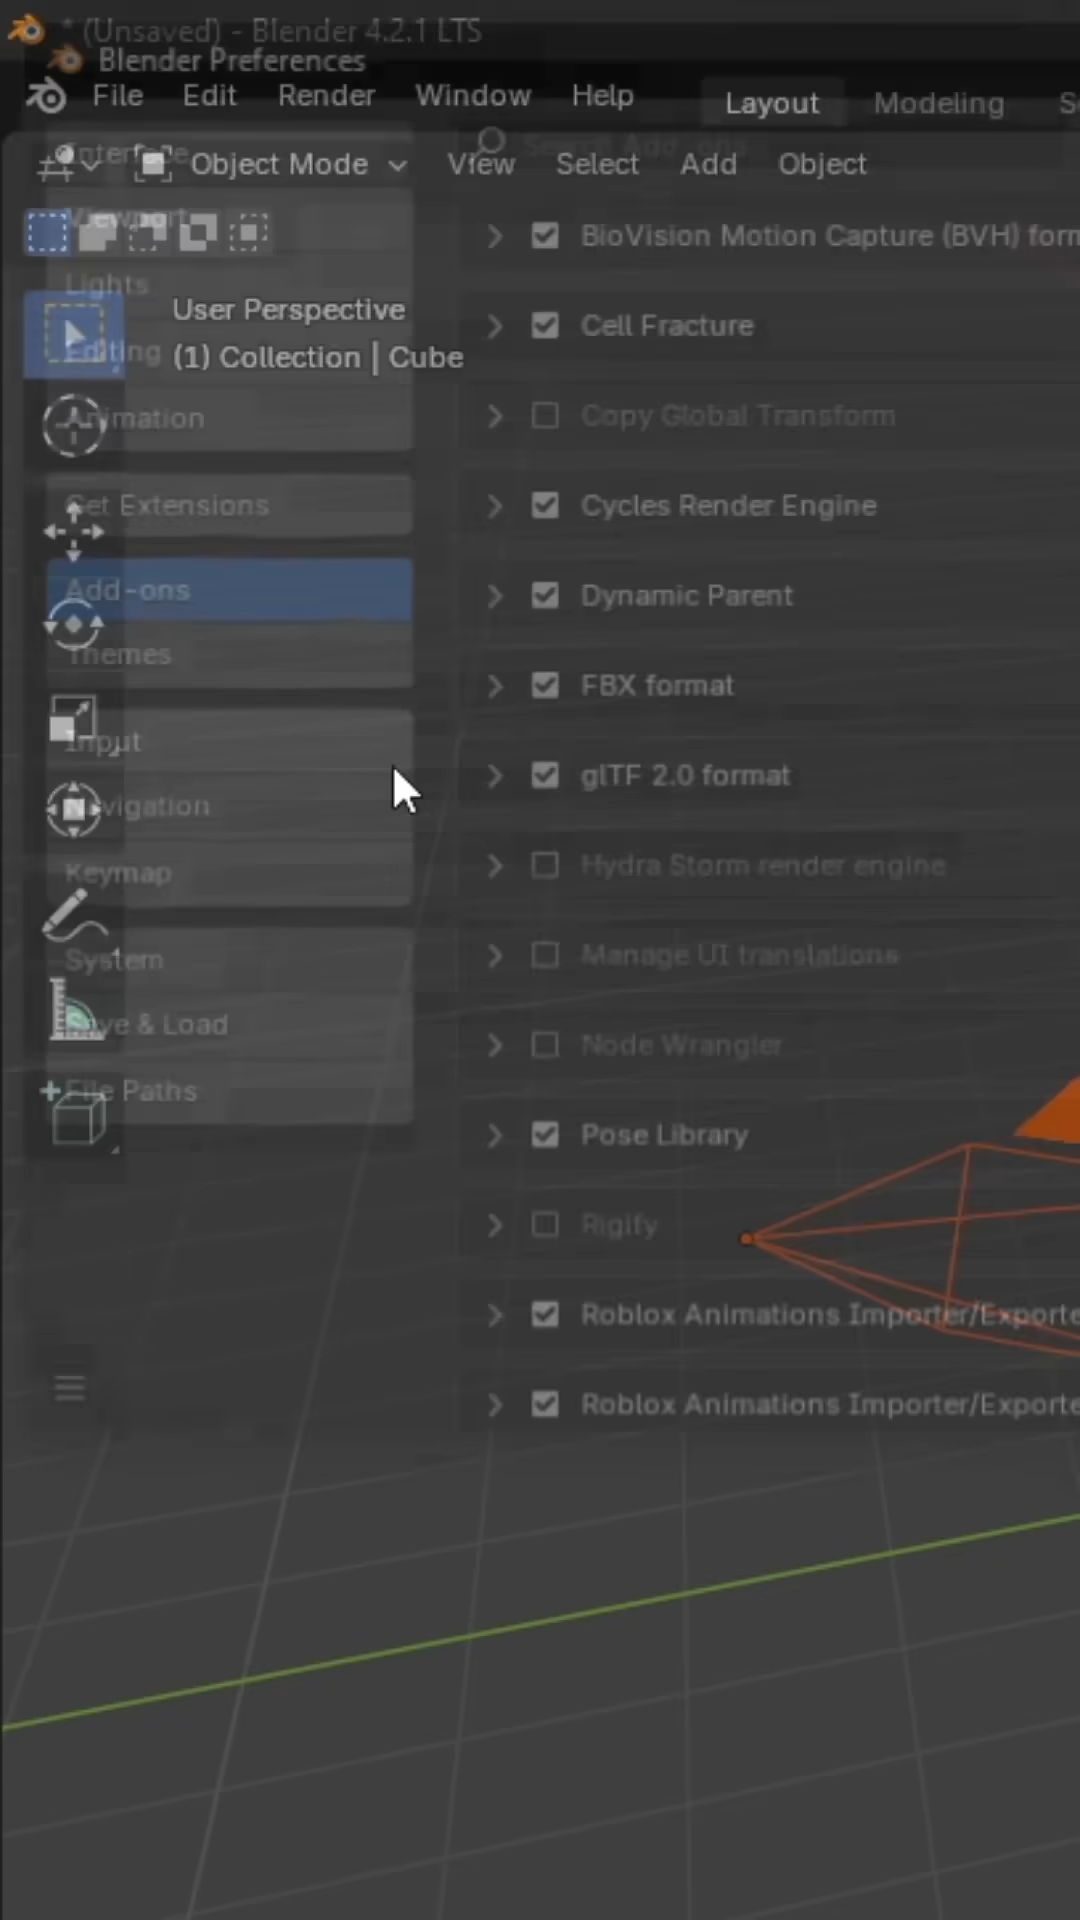 * (Unsaved) - Blender 4.2.1 LTS
Blender Preferences
File Edit Render Window Help Layout Modeling
Interface
Search Add-ons
Object Mode View Select Add Object
Viewport
BioVision Motion Capture (BVH) form
Lights
User Perspective
Cell Fracture
Editing
(1) Collection | Cube
Animation
Copy Global Transform
Get Extensions
Cycles Render Engine
Add-ons
Dynamic Parent
Themes
FBX format
Input
glTF 2.0 format
Navigation
Keymap
Hydra Storm render engine
System
Manage UI translations
Save & Load
Node Wrangler
File Paths
Pose Library
Rigify
Roblox Animations Importer/Exporte
Roblox Animations Importer/Exporte